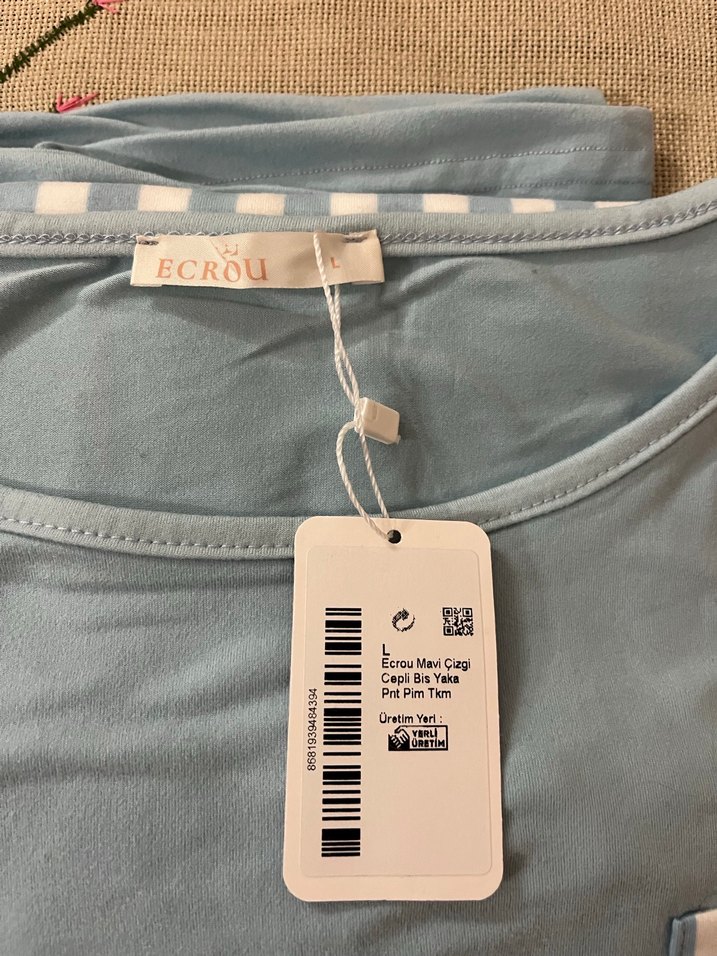 ECROU L
L
Ecrou Mavi Çizgi
Cepli Bis Yaka
Pnt Pim Tkm
Üretim Yeri :
YERLİ
ÜRETİM
8681939484394